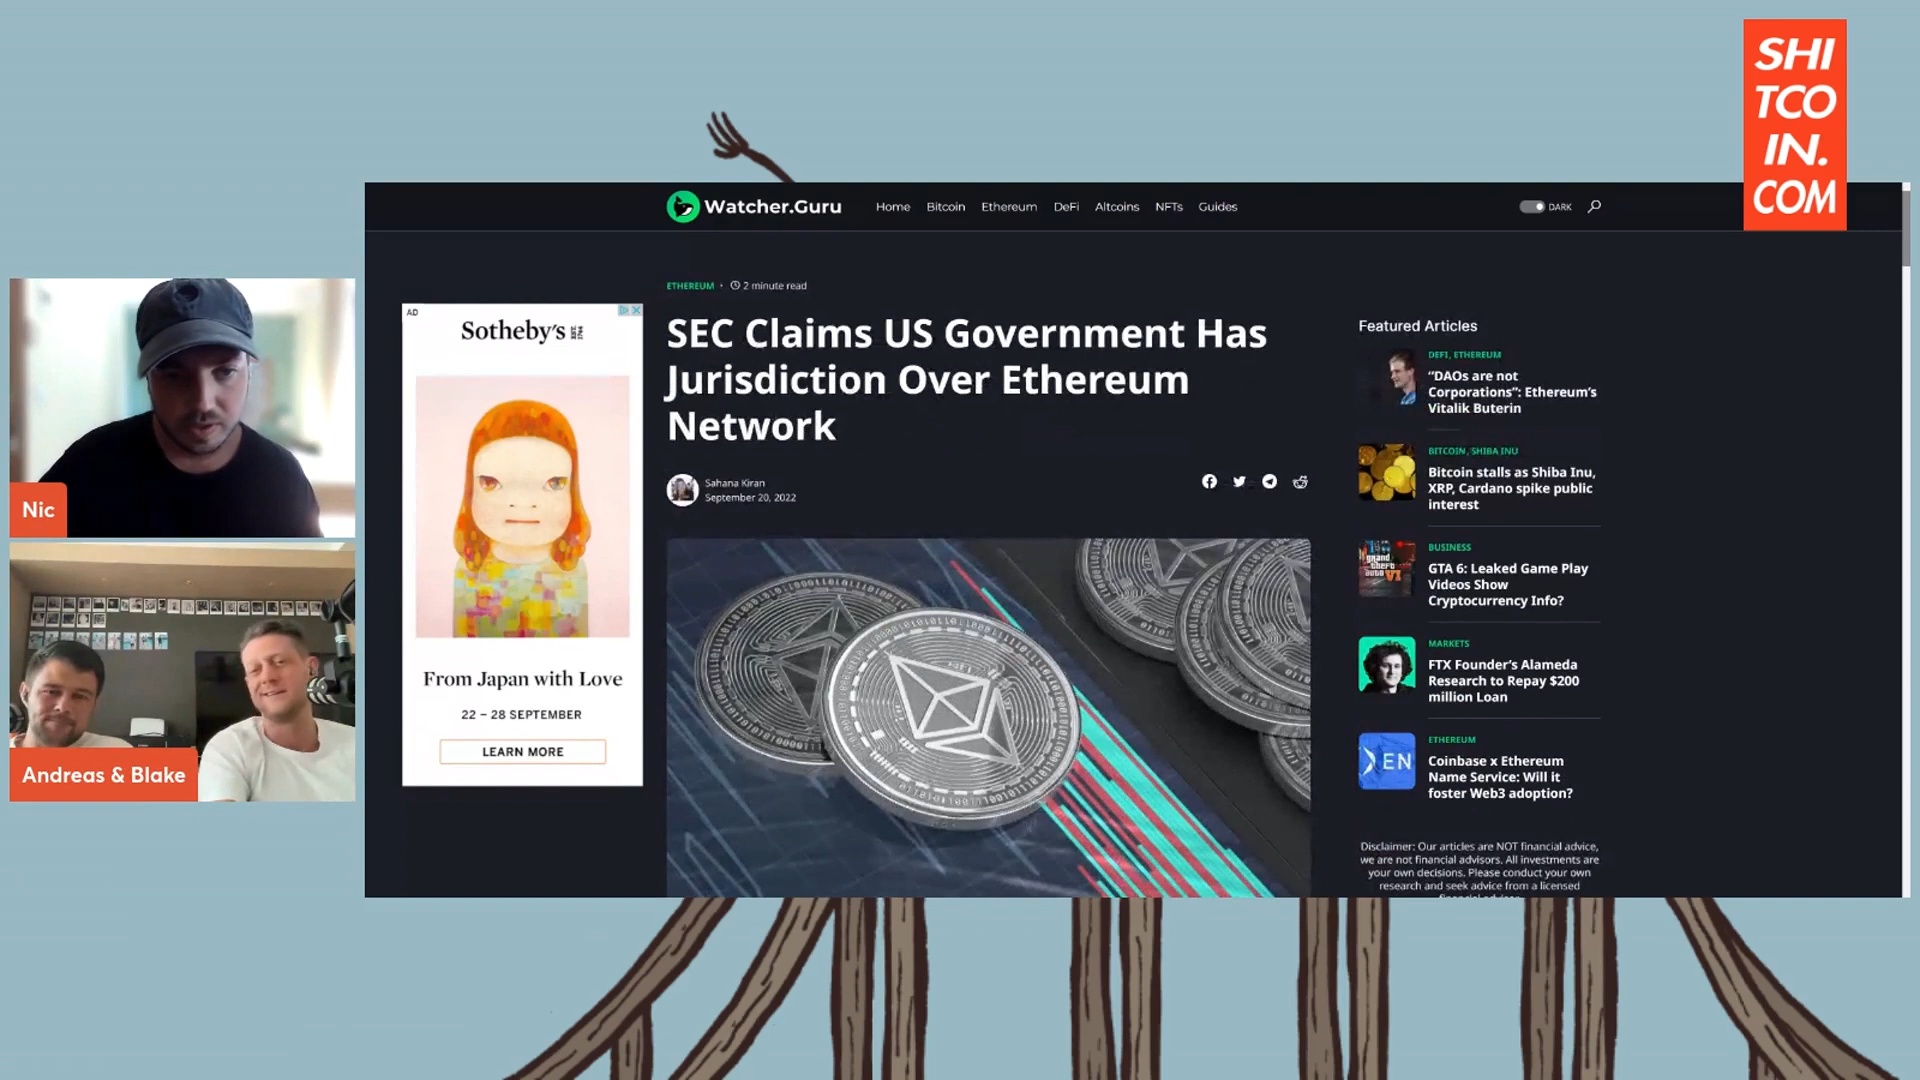 SHI
TCO
IN.
COM
Watcher.Guru
Home Bitcoin Ethereum DeFi Altcoins NFTs Guides
DARK
ETHEREUM • 2 minute read
SEC Claims US Government Has
Jurisdiction Over Ethereum
Network
Sahana Kiran
September 20, 2022
AD
Sotheby's EST. 1744
From Japan with Love
22 – 28 SEPTEMBER
LEARN MORE
Nic
Andreas & Blake
Featured Articles
DEFI, ETHEREUM
“DAOs are not
Corporations”: Ethereum’s
Vitalik Buterin
BITCOIN, SHIBA INU
Bitcoin stalls as Shiba Inu,
XRP, Cardano spike public
interest
grand
theft
auto VI
BUSINESS
GTA 6: Leaked Game Play
Videos Show
Cryptocurrency Info?
MARKETS
FTX Founder’s Alameda
Research to Repay $200
million Loan
EN
ETHEREUM
Coinbase x Ethereum
Name Service: Will it
foster Web3 adoption?
Disclaimer: Our articles are NOT financial advice,
we are not financial advisors. All investments are
your own decisions. Please conduct your own
research and seek advice from a licensed